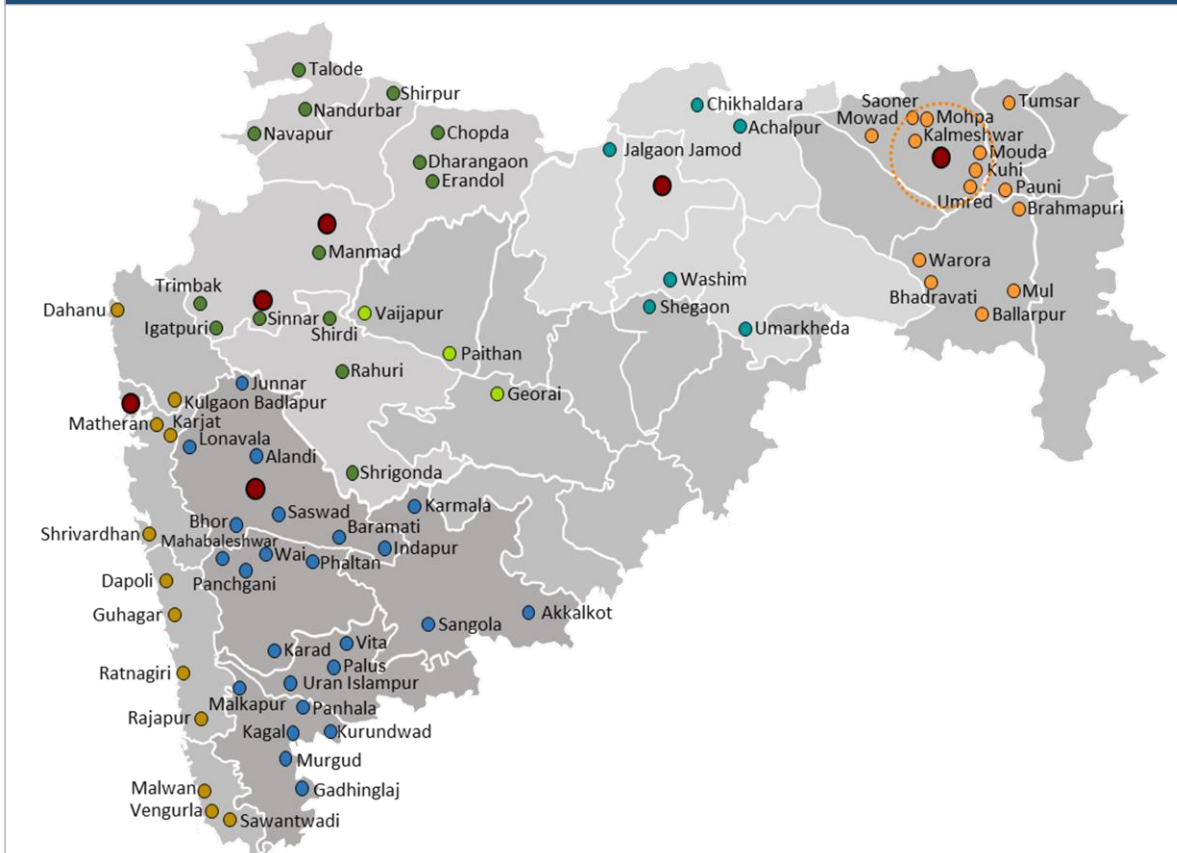 Talode
Shirpur
Nandurbar
Navapur
Chopda
Dharangaon
Erandol
Manmad
Trimbak
Igatpuri
Sinnar
Shirdi
Rahuri
Shrigonda
Vaijapur
Paithan
Georai
Chikhaldara
Achalpur
Jalgaon Jamod
Washim
Shegaon
Umarkheda
Saoner
Mowad
Mohpa
Kalmeshwar
Tumsar
Mouda
Kuhi
Umred
Pauni
Brahmapuri
Warora
Bhadravati
Mul
Ballarpur
Dahanu
Kulgaon Badlapur
Matheran
Karjat
Shrivardhan
Dapoli
Guhagar
Ratnagiri
Rajapur
Malwan
Vengurla
Sawantwadi
Junnar
Lonavala
Alandi
Saswad
Bhor
Baramati
Karmala
Indapur
Mahabaleshwar
Wai
Phaltan
Panchgani
Sangola
Akkalkot
Karad
Vita
Palus
Uran Islampur
Malkapur
Panhala
Kagal
Kurundwad
Murgud
Gadhinglaj